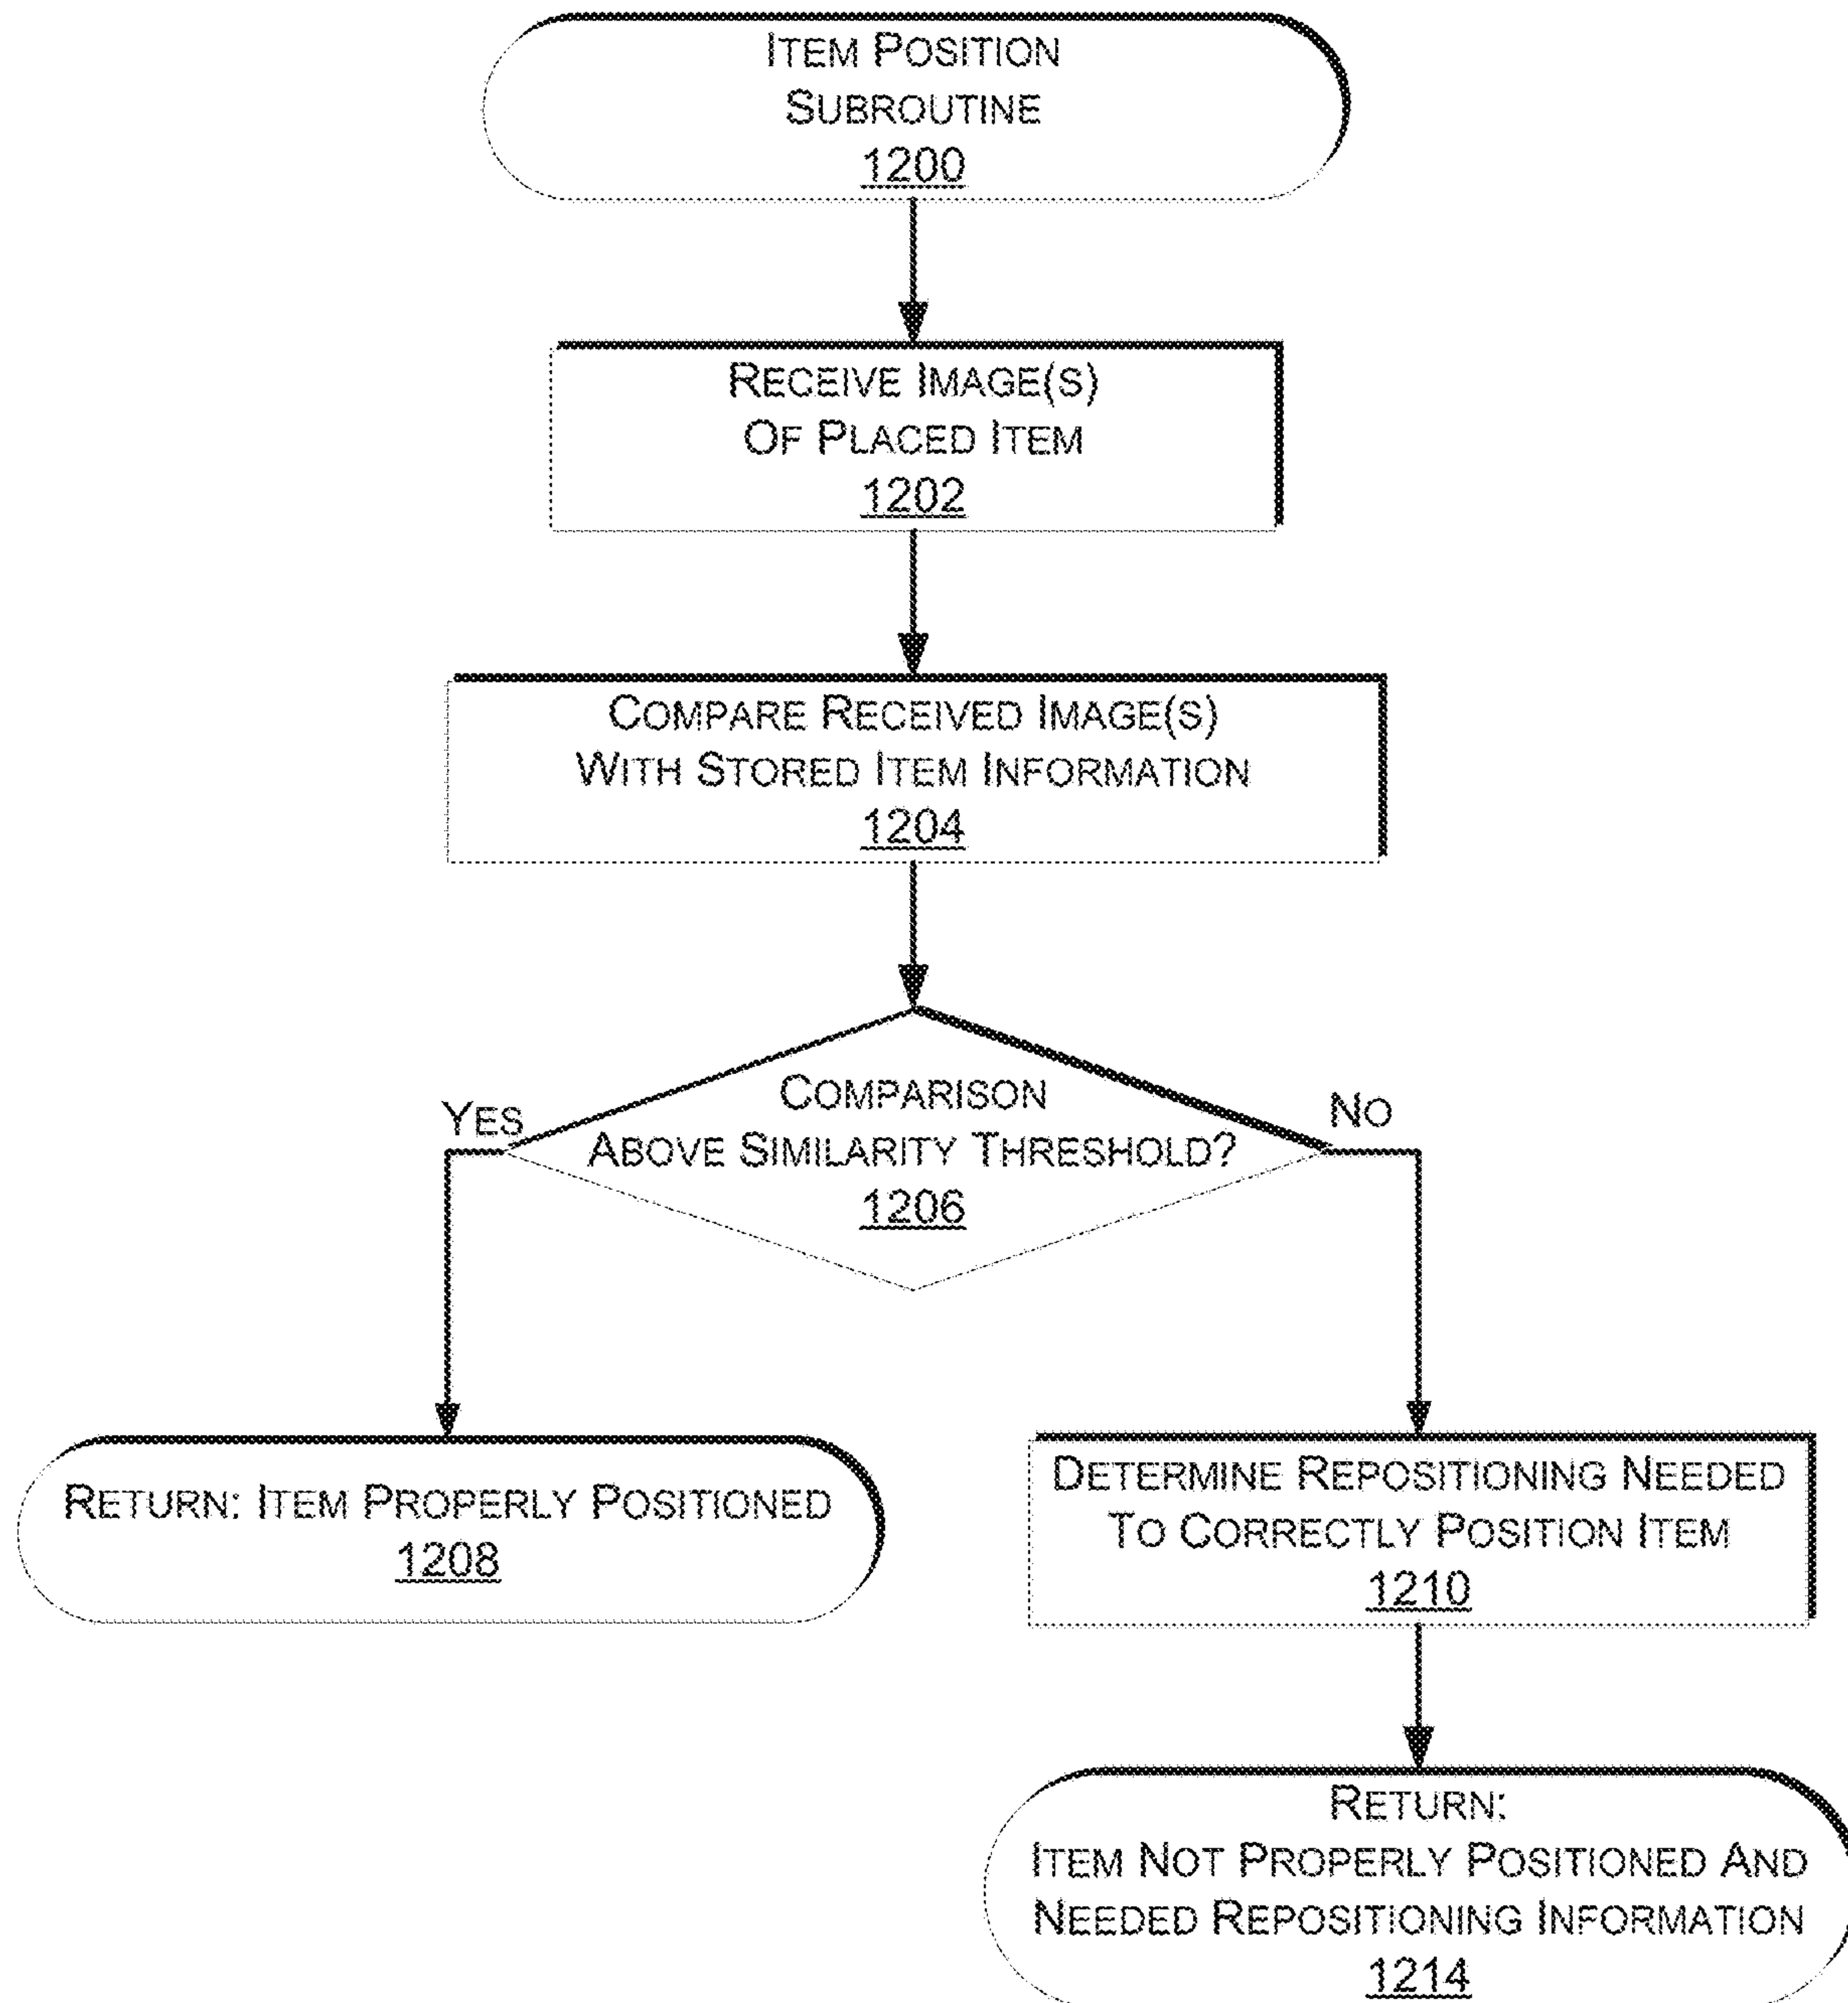 ITEM POSITION
SUBROUTINE
1200
RECEIVE IMAGE(S)
OF PLACED ITEM
1202
COMPARE RECEIVED IMAGE(S)
WITH STORED ITEM INFORMATION
1204
COMPARISON
ABOVE SIMILARITY THRESHOLD?
1206
YES
NO
RETURN: ITEM PROPERLY POSITIONED
1208
DETERMINE REPOSITIONING NEEDED
TO CORRECTLY POSITION ITEM
1210
RETURN:
ITEM NOT PROPERLY POSITIONED AND
NEEDED REPOSITIONING INFORMATION
1214